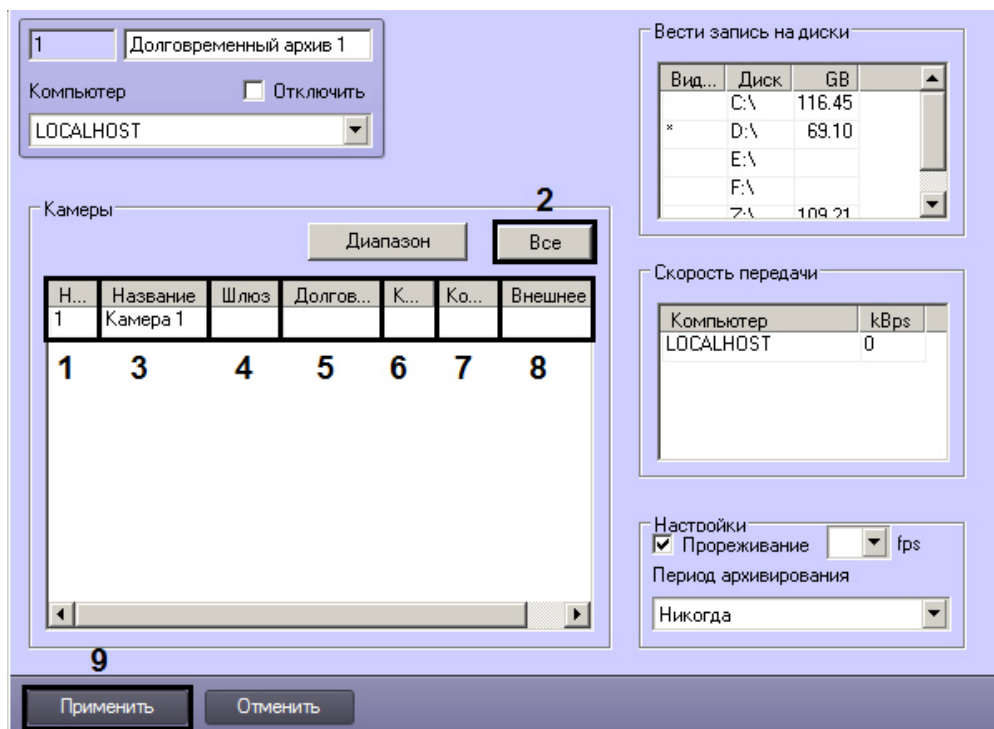 1 Долговременный архив 1
Компьютер Отключить
LOCALHOST
Вести запись на диски
Вид... Диск GB
C:\ 116.45
* D:\ 69.10
E:\
F:\
Z:\ 109.21
Камеры
2
Диапазон Все
Н... Название Шлюз Долгов... К... Ко... Внешнее
1 Камера 1
1 3 4 5 6 7 8
Скорость передачи
Компьютер kBps
LOCALHOST 0
Настройки
Прореживание fps
Период архивирования
Никогда
9
Применить Отменить